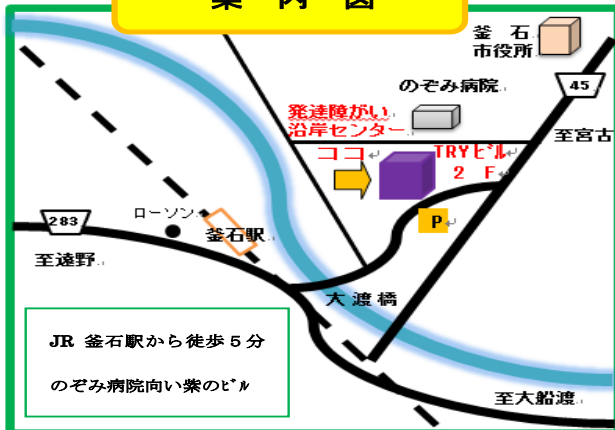 案 内 図
釜 石
市役所
のぞみ病院
45
発達障がい
沿岸センター
至宮古
ココ
TRYビル
2 F
283
ローソン
釜石駅
P
至遠野
大渡橋
JR 釜石駅から徒歩５分
のぞみ病院向い紫のビル
至大船渡